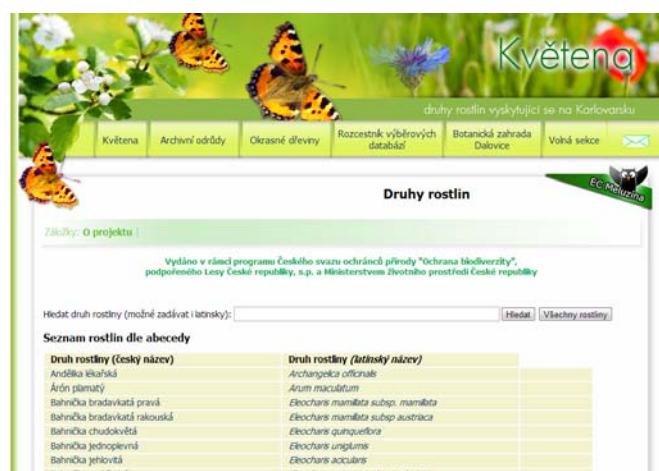 Květena
druhy rostlin vyskytující se na Karlovarsku
Květena
Archivní odrůdy
Okrasné dřeviny
Rozcestník výběrových
databází
Botanická zahrada
Dalovice
Volná sekce
EC Meluzína
Druhy rostlin
Záložky: O projektu |
Vydáno v rámci programu Českého svazu ochránců přírody "Ochrana biodiverzity",
podpořeného Lesy České republiky, s.p. a Ministerstvem životního prostředí České republiky
Hledat druh rostliny (možné zadávat i latinsky): Hledat Všechny rostliny
Seznam rostlin dle abecedy
Druh rostliny (český název) Druh rostliny (latinský název)
Andělika lékařská Archangelica officinalis
Árón plamatý Arum maculatum
Bahnička bradavkatá pravá Eleocharis mamillata subsp. mamillata
Bahnička bradavkatá rakouská Eleocharis mamillata subsp austriaca
Bahnička chudokvětá Eleocharis quinqueflora
Bahnička jednoplevná Eleocharis uniglumis
Bahnička jehlovitá Eleocharis acicularis